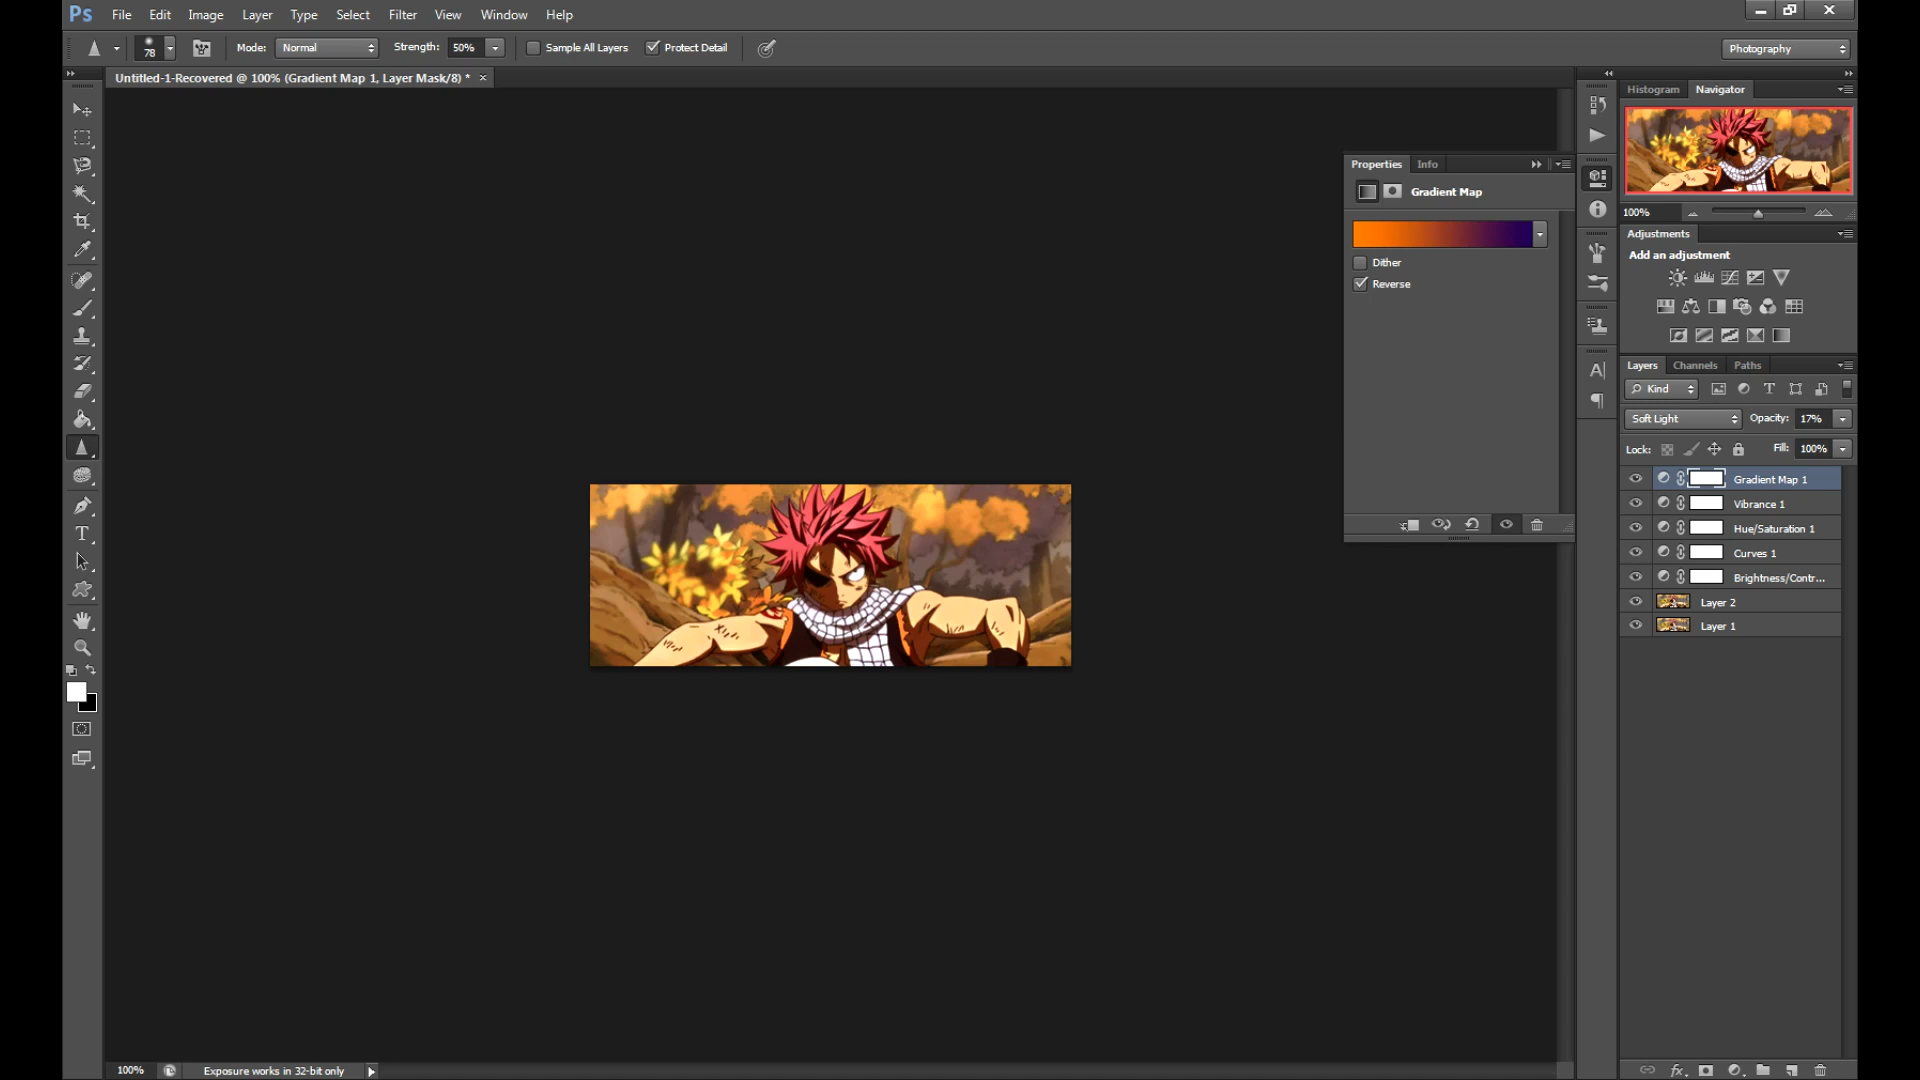 Ps File Edit Image Layer Type Select Filter View Window Help
78 Mode: Normal Strength: 50% Sample All Layers Protect Detail Photography
Untitled-1-Recovered @ 100% (Gradient Map 1, Layer Mask/8) * ×
Histogram Navigator
100%
Properties Info
Gradient Map
Dither
Reverse
Adjustments
Add an adjustment
Layers Channels Paths
Kind
Soft Light Opacity: 17%
Lock: Fill: 100%
Gradient Map 1
Vibrance 1
Hue/Saturation 1
Curves 1
Brightness/Contr...
Layer 2
Layer 1
100% Exposure works in 32-bit only